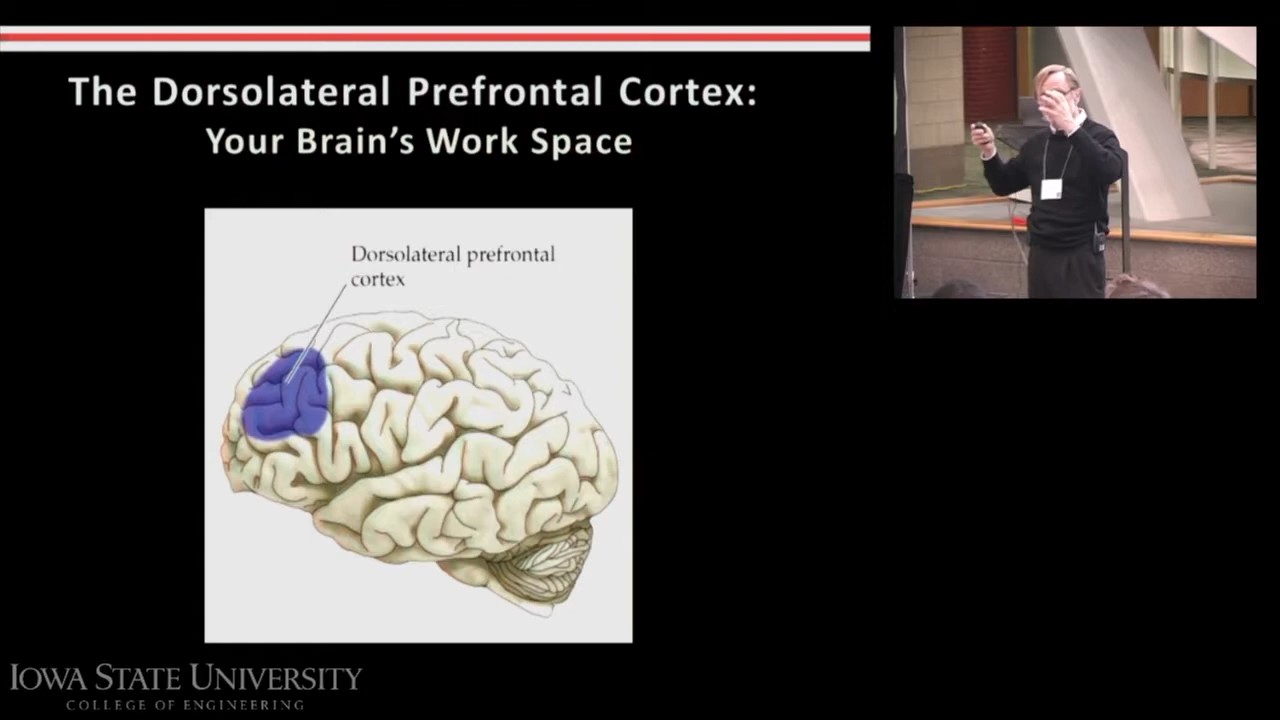 The Dorsolateral Prefrontal Cortex:
Your Brain's Work Space
Dorsolateral prefrontal
cortex
IOWA STATE UNIVERSITY
COLLEGE OF ENGINEERING